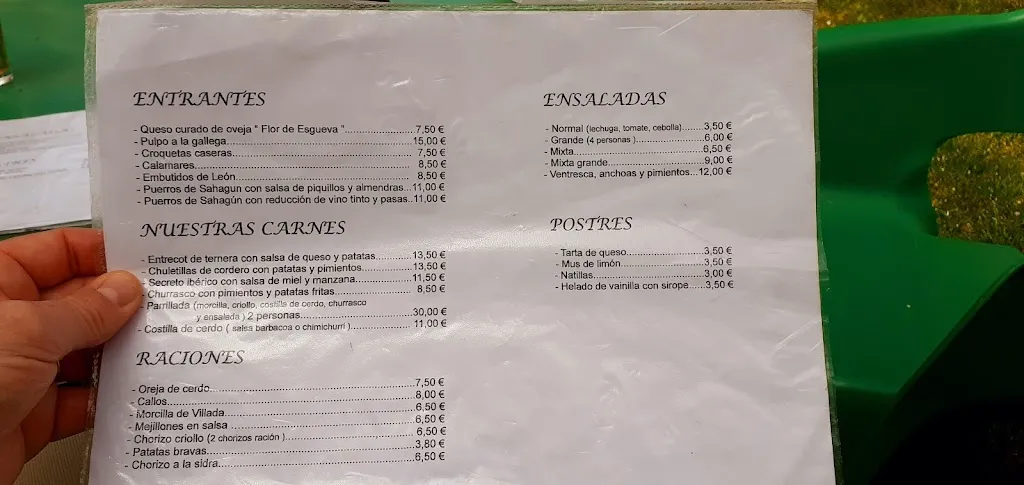 ENTRANTES
- Queso curado de oveja " Flor de Esgueva "..........................7,50 €
- Pulpo a la gallega..........................15,00 €
- Croquetas caseras.......................... 7,50 €
- Calamares.......................... 8,50 €
- Embutidos de León.......................... 8,50 €
- Puerros de Sahagun con salsa de piquillos y almendras...11,00 €
- Puerros de Sahagún con reducción de vino tinto y pasas..11,00 €
NUESTRAS CARNES
- Entrecot de ternera con salsa de queso y patatas............13,50 €
- Chuletillas de cordero con patatas y pimientos...............13,50 €
- Secreto ibérico con salsa de miel y manzana.................11,50 €
- Churrasco con pimientos y patatas fritas.................... 8,50 €
- Parrillada (morcilla, criollo, costilla de cerdo, churrasco
y ensalada ) 2 personas..........................30,00 €
- Costilla de cerdo ( salsa barbacoa o chimichurri )....................11,00 €
RACIONES
- Oreja de cerdo..........................7,50 €
- Callos..........................8,00 €
- Morcilla de Villada..........................6,50 €
- Mejillones en salsa ..........................6,50 €
- Chorizo criollo (2 chorizos ración ).......................... 6,50 €
- Patatas bravas..........................3,80 €
- Chorizo a la sidra..........................6,50 €
ENSALADAS
- Normal (lechuga, tomate, cebolla).......3,50 €
- Grande (4 personas )....................6,00 €
- Mixta..........................6,50 €
- Mixta grande..........................9,00 €
- Ventresca, anchoas y pimientos...12,00 €
POSTRES
- Tarta de queso....................3,50 €
- Mus de limón....................3,50 €
- Natillas..........................3,00 €
- Helado de vainilla con sirope.....3,50 €